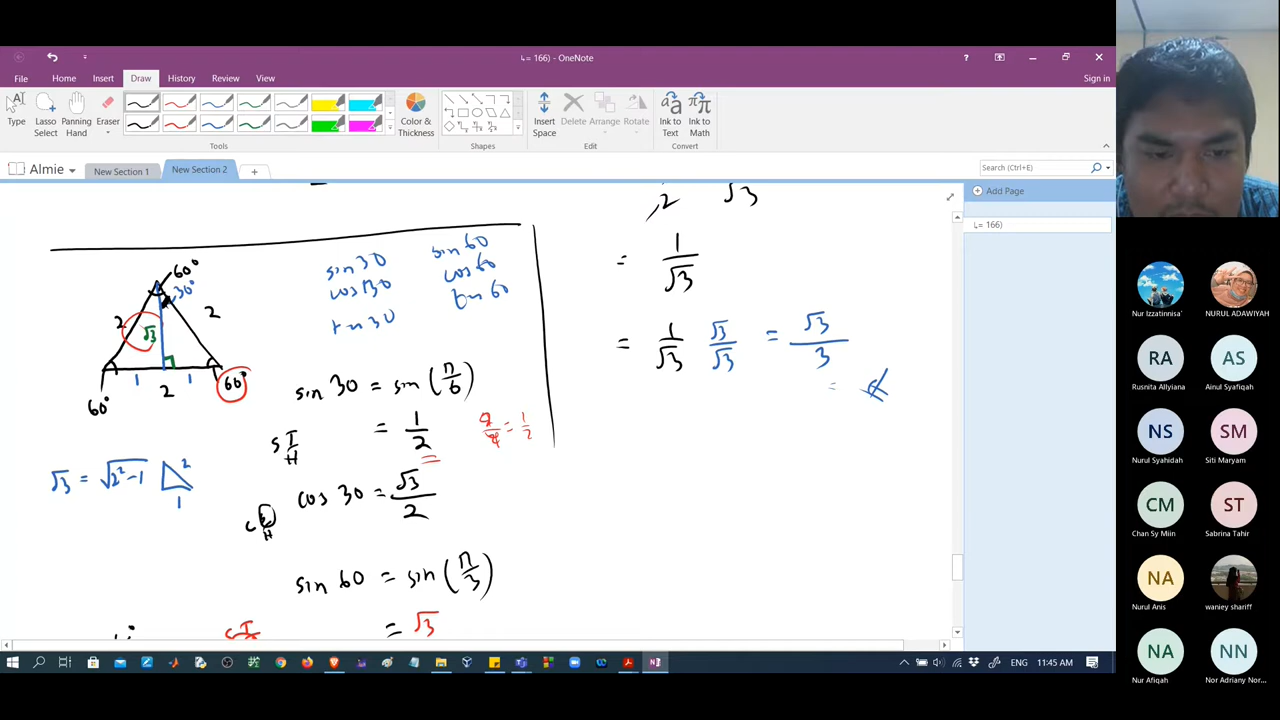 ꜖= 166) - OneNote
File Home Insert Draw History Review View
Sign in
Type
Lasso Select
Panning Hand
Eraser
Color & Thickness
Insert Space
Delete
Arrange
Rotate
Ink to Text
Ink to Math
Tools
Shapes
Edit
Convert
Almie
New Section 1
New Section 2
Search (Ctrl+E)
Add Page
꜖= 166)
60°
30°
2
√3
2
1
2
1
60°
60°
√3 = √2²-1
2
1
sin 30
cos 30
sin 60
cos 60
sin 30 = sin (π/6)
= 1/2
2/4 = 1/2
cos 30 = √3/2
sin 60 = sin (π/3)
= √3
2 √3
= 1/√3
= 1/√3 √3/√3 = √3/3
Nur Izzatinnisa'
NURUL ADAWIYAH
RA
Rusnita Allyiana
AS
Ainul Syafiqah
NS
Nurul Syahidah
SM
Siti Maryam
CM
Chan Sy Miin
ST
Sabrina Tahir
NA
Nurul Anis
waniey shariff
NA
Nur Afiqah
NN
Nor Adriany Nor...
ENG
11:45 AM